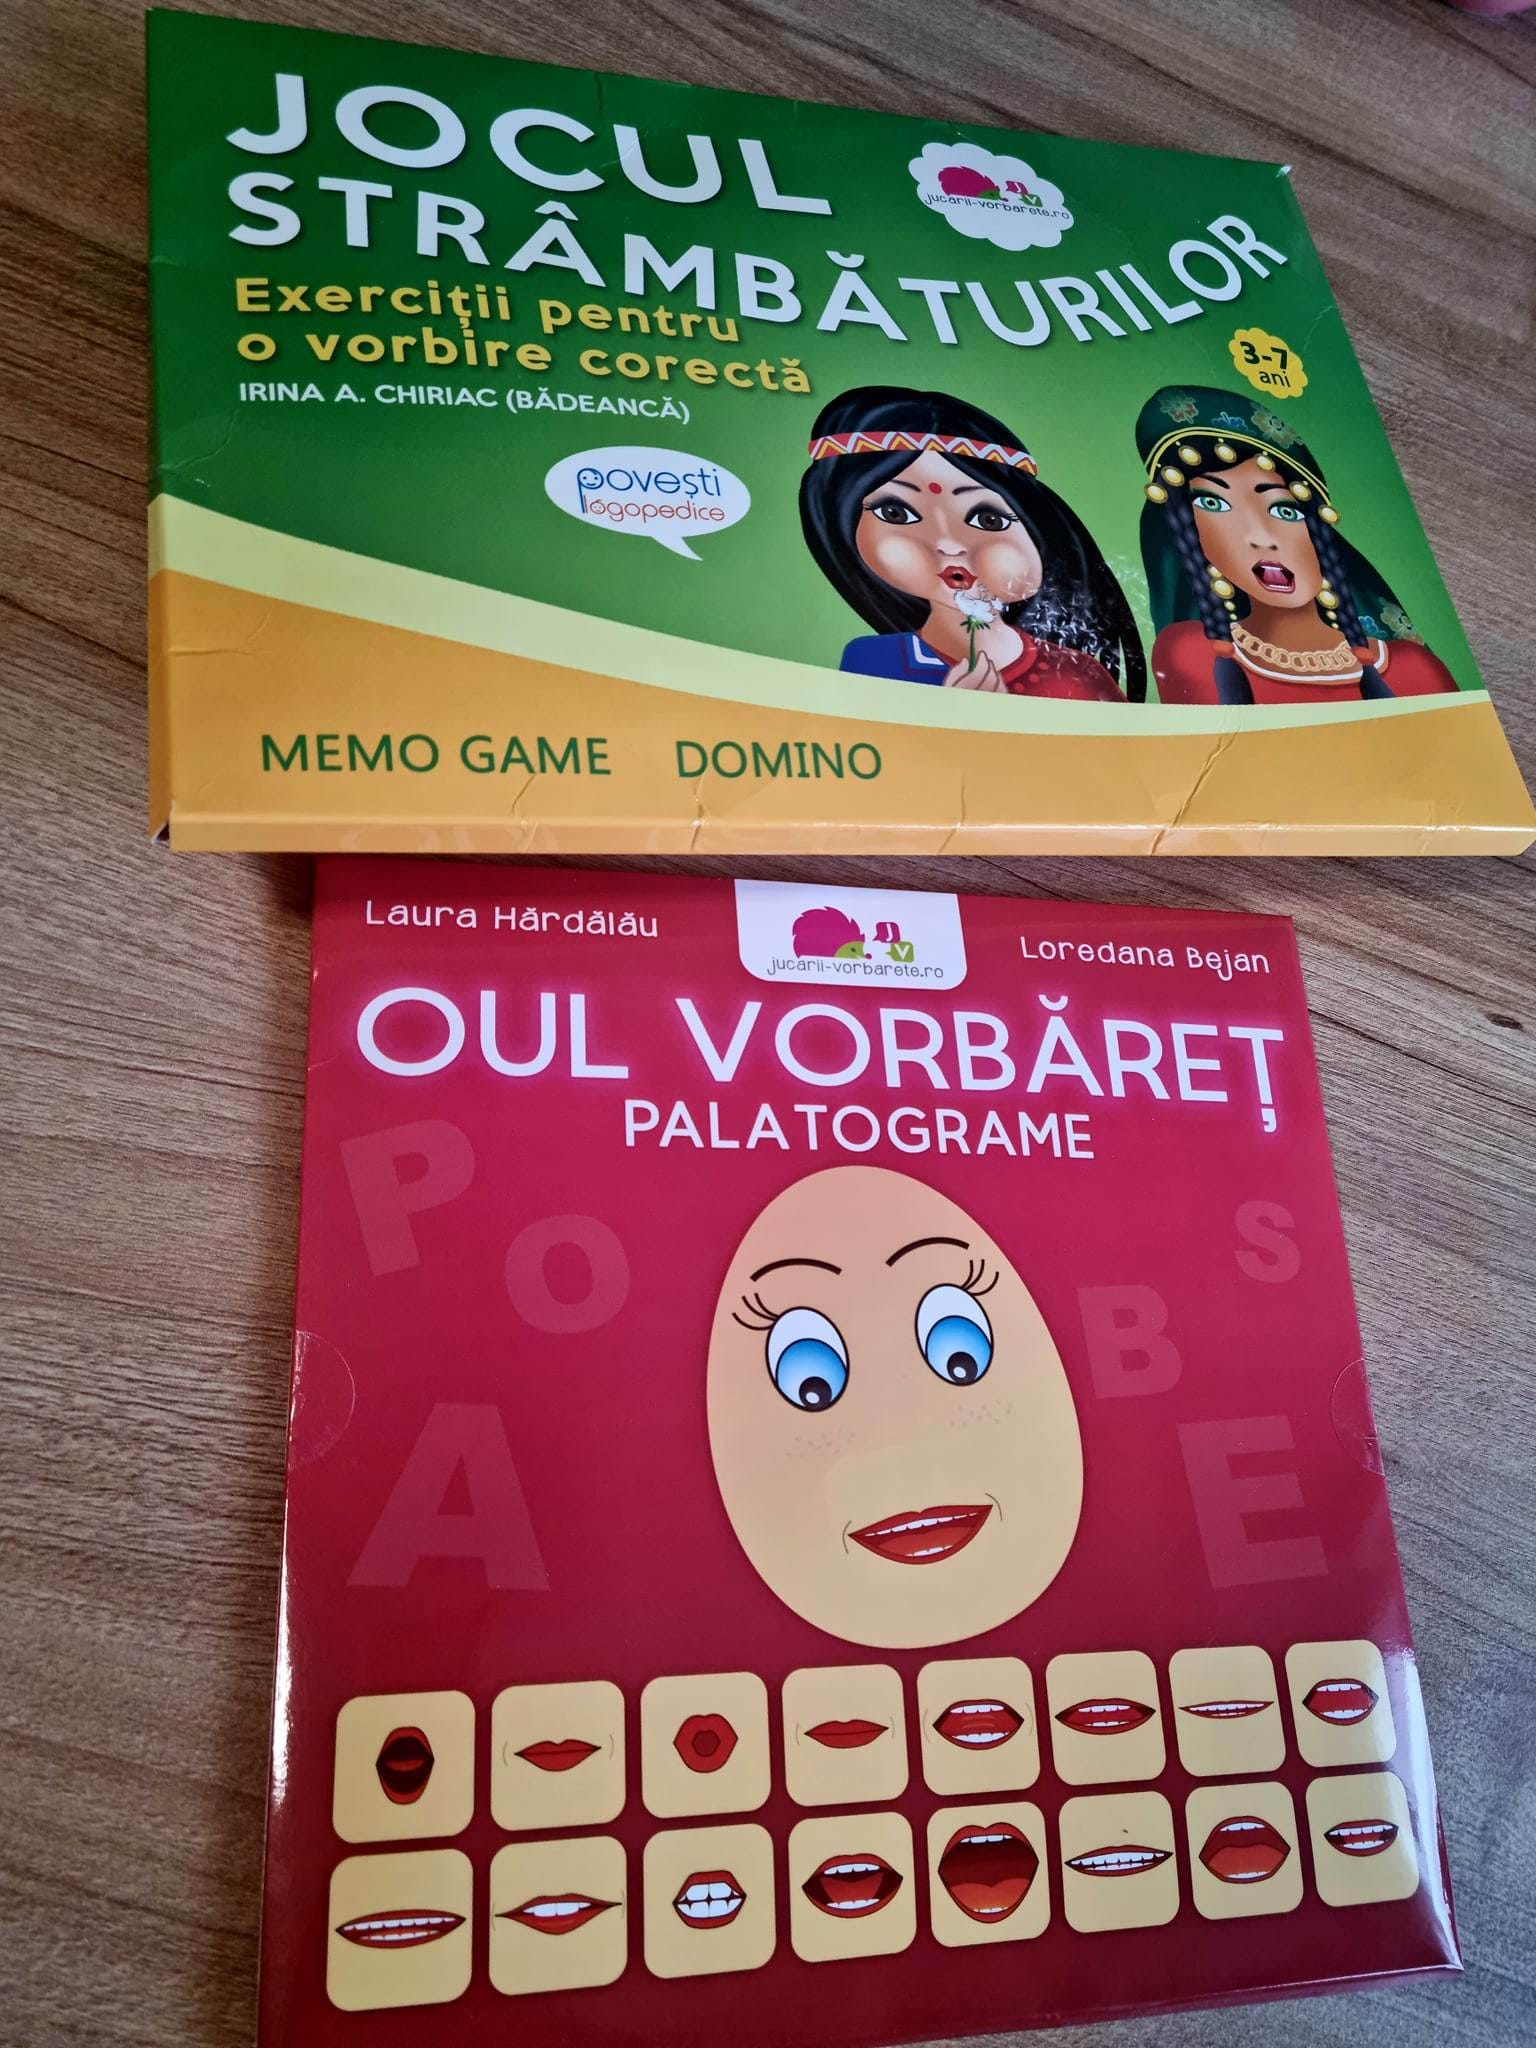 JOCUL
STRÂMBĂTURILOR
Exerciții pentru
o vorbire corectă
IRINA A. CHIRIAC (BĂDEANCĂ)
J
V
jucarii-vorbarete.ro
3-7
ani
povești
logopedice
MEMO GAME DOMINO
Laura Hărdălău
J
V
jucarii-vorbarete.ro
Loredana Bejan
OUL VORBĂREȚ
PALATOGRAME
P
O
A
S
B
E